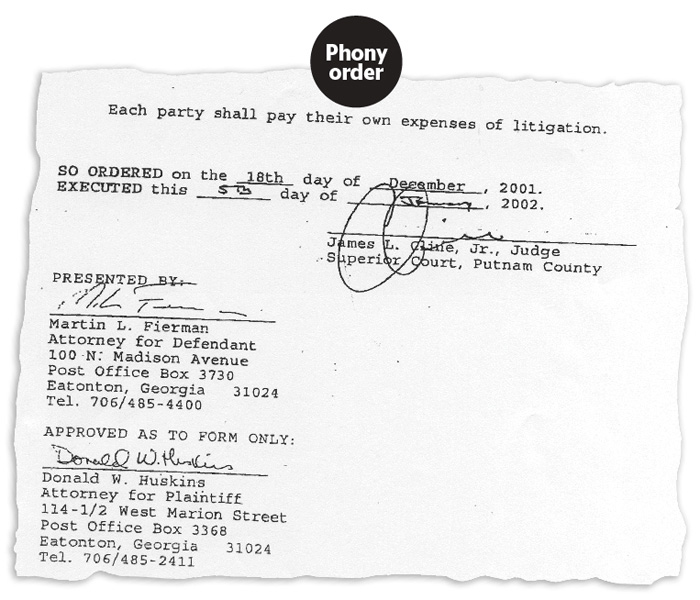 Phony
order
Each party shall pay their own expenses of litigation.
SO ORDERED on the 18th day of December, 2001.
EXECUTED this 5th day of January, 2002.
James L. Cline, Jr., Judge
Superior Court, Putnam County
PRESENTED BY:
Martin L. Fierman
Attorney for Defendant
100 N. Madison Avenue
Post Office Box 3730
Eatonton, Georgia 31024
Tel. 706/485-4400
APPROVED AS TO FORM ONLY:
Donald W. Huskins
Donald W. Huskins
Attorney for Plaintiff
114-1/2 West Marion Street
Post Office Box 3368
Eatonton, Georgia 31024
Tel. 706/485-2411